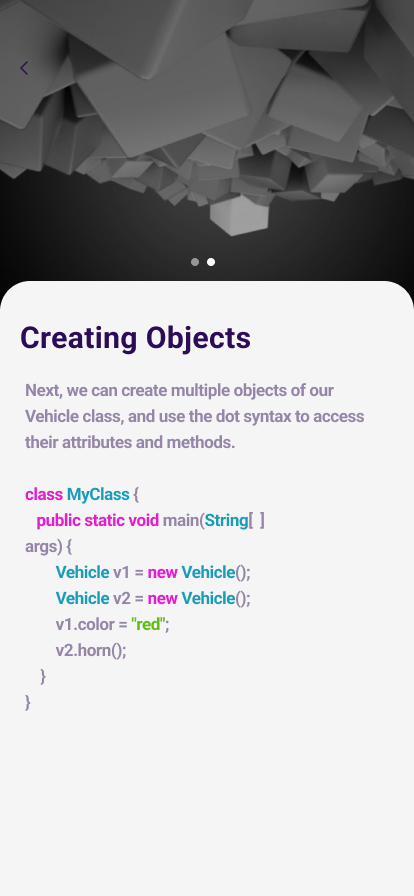 Creating Objects
Next, we can create multiple objects of our
Vehicle class, and use the dot syntax to access
their attributes and methods.
class MyClass {
public static void main(String[ ]
args) {
Vehicle v1 = new Vehicle();
Vehicle v2 = new Vehicle();
v1.color = "red";
v2.horn();
}
}